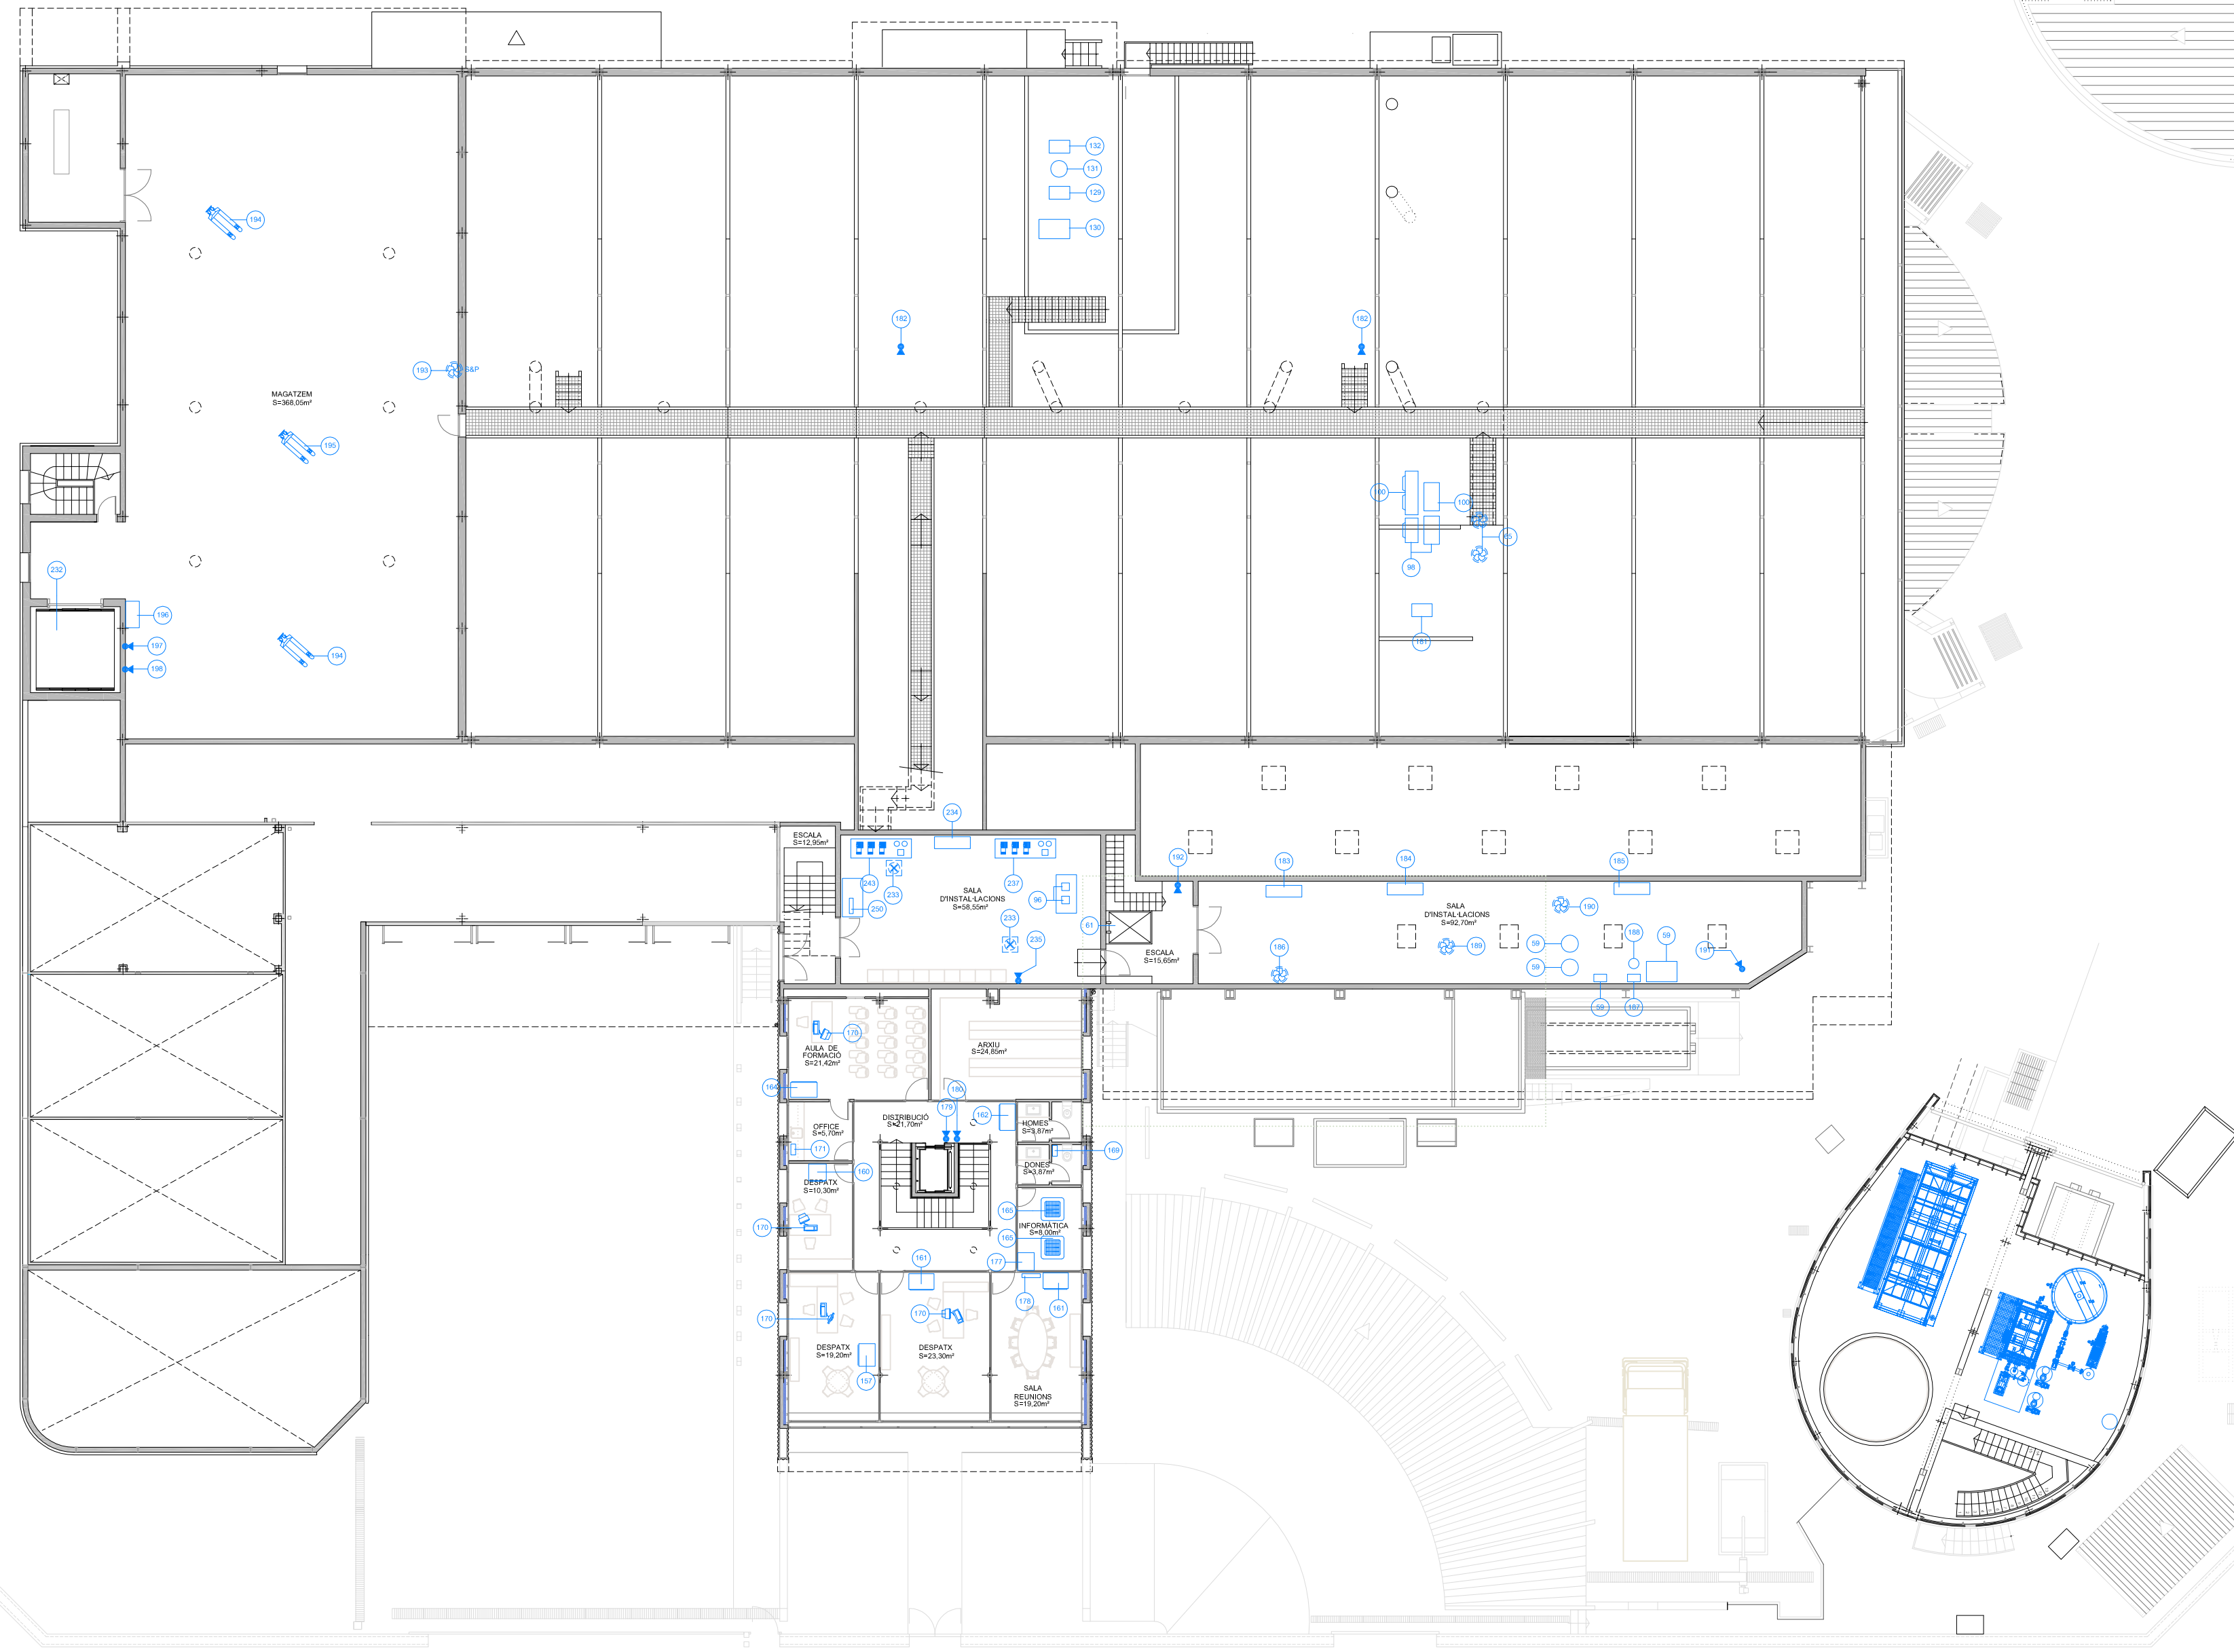 132
131
129
194
130
182
182
193
S&P
MAGATZEM
S=368,05m²
195
100
100
65
98
232
196
181
197
194
198
234
ESCALA
S=12,95m²
192
183
184
185
243
233
237
SALA
D'INSTAL·LACIONS
S=58,55m²
96
250
SALA
D'INSTAL·LACIONS
S=92,70m²
190
233
235
61
ESCALA
S=15,65m²
186
189
59
188
59
191
59
59
187
170
AULA DE
FORMACIÓ
S=21,42m²
ARXIU
S=24,85m²
164
180
179
162
DISTRIBUCIÓ
S=21,70m²
OFFICE
S=5,70m²
HOMES
S=3,87m²
171
169
DONES
S=3,87m²
160
DESPATX
S=10,30m²
165
170
INFORMÀTICA
S=8,00m²
165
161
177
178
161
170
170
DESPATX
S=19,20m²
DESPATX
S=23,30m²
157
SALA
REUNIONS
S=19,20m²